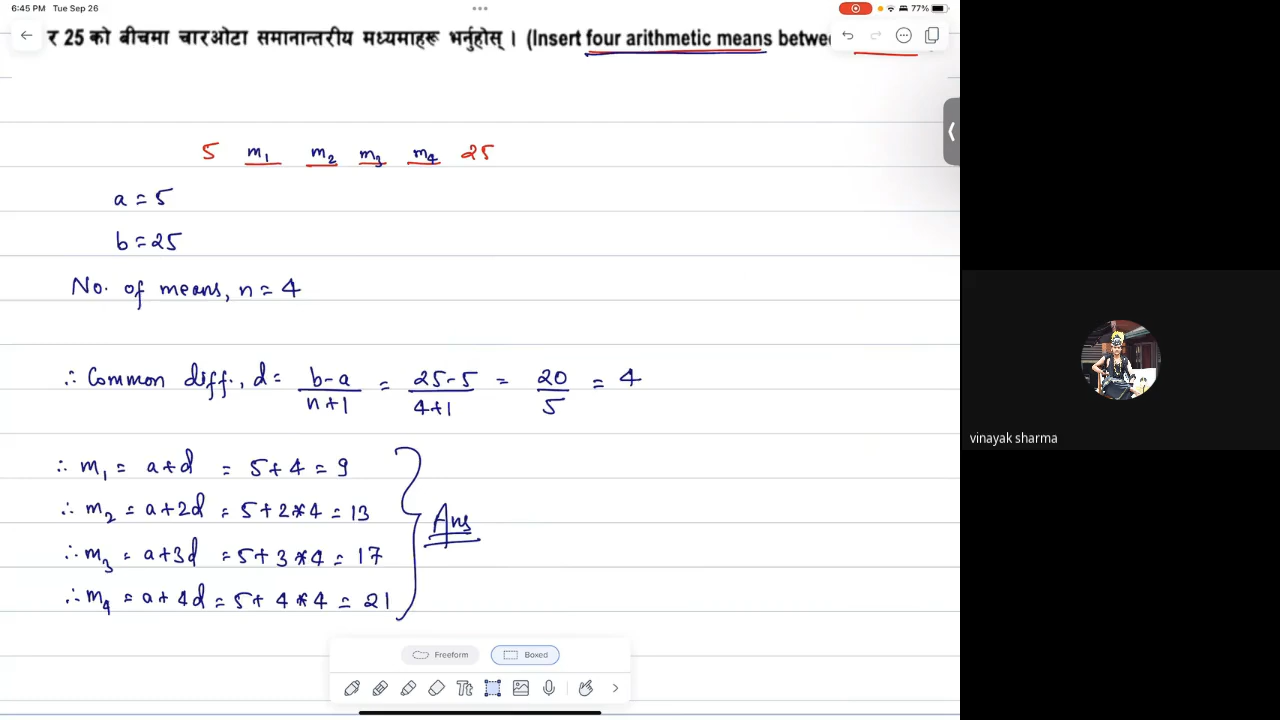 6:45 PM Tue Sep 26
77%
र 25 को बीचमा चारओटा समानान्तरीय मध्यमाहरू भर्नुहोस् । (Insert four arithmetic means
5 m₁ m₂ m₃ m₄ 25
a = 5
b = 25
No. of means, n = 4
∴ Common diff., d = b-a / n+1 = 25-5 / 4+1 = 20 / 5 = 4
∴ m₁ = a+d = 5+4 = 9
∴ m₂ = a+2d = 5+2*4 = 13
∴ m₃ = a+3d = 5+3*4 = 17
∴ m₄ = a+4d = 5+4*4 = 21
Ans
vinayak sharma
Freeform Boxed
Tt